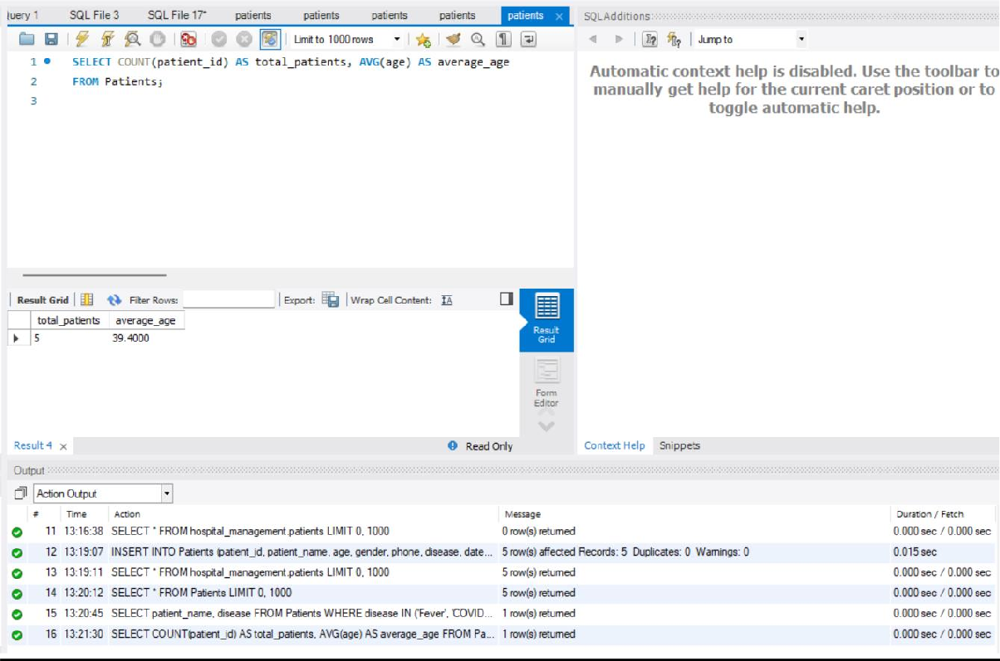 uery 1 SQL File 3 SQL File 17* patients patients patients patients patients ×
Limit to 1000 rows
1 SELECT COUNT(patient_id) AS total_patients, AVG(age) AS average_age
2 FROM Patients;
3
SQLAdditions
Jump to
Automatic context help is disabled. Use the toolbar to
manually get help for the current caret position or to
toggle automatic help.
Result Grid Filter Rows: Export: Wrap Cell Content: IA
total_patients average_age
5 39.4000
Result
Grid
Form
Editor
Result 4 × Read Only
Context Help Snippets
Output
Action Output
# Time Action Message Duration / Fetch
11 13:16:38 SELECT * FROM hospital_management.patients LIMIT 0, 1000 0 row(s) returned 0.000 sec / 0.000 sec
12 13:19:07 INSERT INTO Patients (patient_id, patient_name, age, gender, phone, disease, date... 5 row(s) affected Records: 5 Duplicates: 0 Warnings: 0 0.015 sec
13 13:19:11 SELECT * FROM hospital_management.patients LIMIT 0, 1000 5 row(s) returned 0.000 sec / 0.000 sec
14 13:20:12 SELECT * FROM Patients LIMIT 0, 1000 5 row(s) returned 0.000 sec / 0.000 sec
15 13:20:45 SELECT patient_name, disease FROM Patients WHERE disease IN ('Fever', 'COVID... 1 row(s) returned 0.000 sec / 0.000 sec
16 13:21:30 SELECT COUNT(patient_id) AS total_patients, AVG(age) AS average_age FROM Pa... 1 row(s) returned 0.000 sec / 0.000 sec